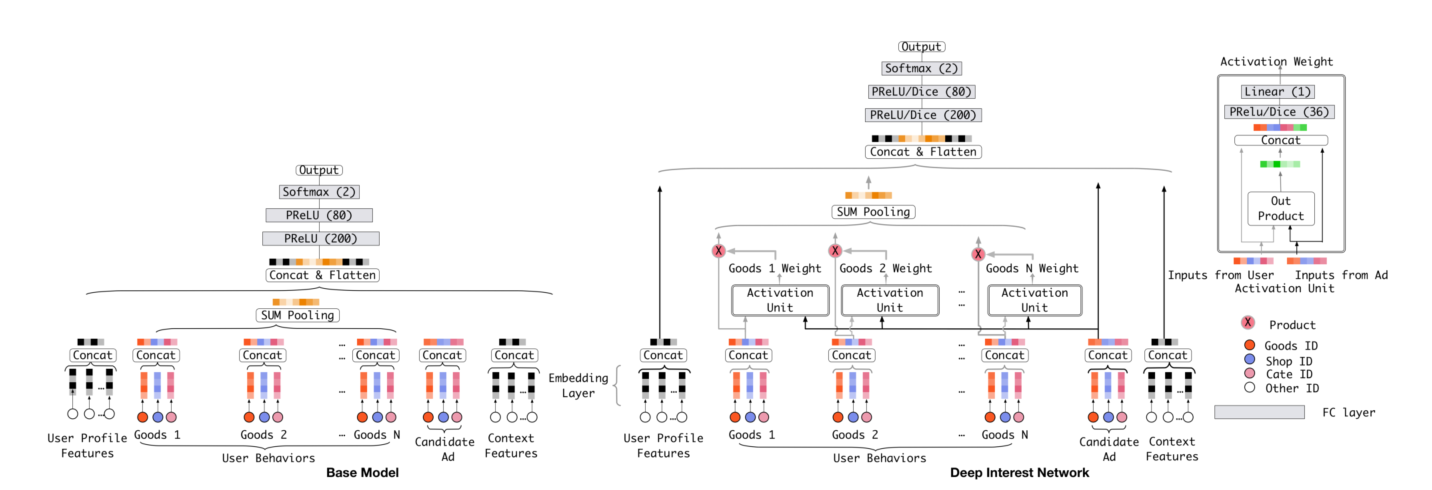 Output
Softmax (2)
PReLU (80)
PReLU (200)
Concat & Flatten
SUM Pooling
Concat
Concat
Concat
...
...
Concat
Concat
Concat
...
...
...
...
User Profile
Features
Goods 1
Goods 2
...
Goods N
Candidate
Ad
Context
Features
User Behaviors
Base Model
Output
Softmax (2)
PReLU/Dice (80)
PReLU/Dice (200)
Concat & Flatten
SUM Pooling
X
X
X
Goods 1 Weight
Goods 2 Weight
Goods N Weight
Activation
Unit
Activation
Unit
...
...
Activation
Unit
Concat
Concat
Concat
...
...
Concat
Concat
Concat
Embedding
Layer
...
...
...
...
User Profile
Features
Goods 1
Goods 2
...
Goods N
Candidate
Ad
Context
Features
User Behaviors
Deep Interest Network
Activation Weight
Linear (1)
PRelu/Dice (36)
Concat
Out
Product
Inputs from User
Inputs from Ad
Activation Unit
X
Product
Goods ID
Shop ID
Cate ID
Other ID
FC layer